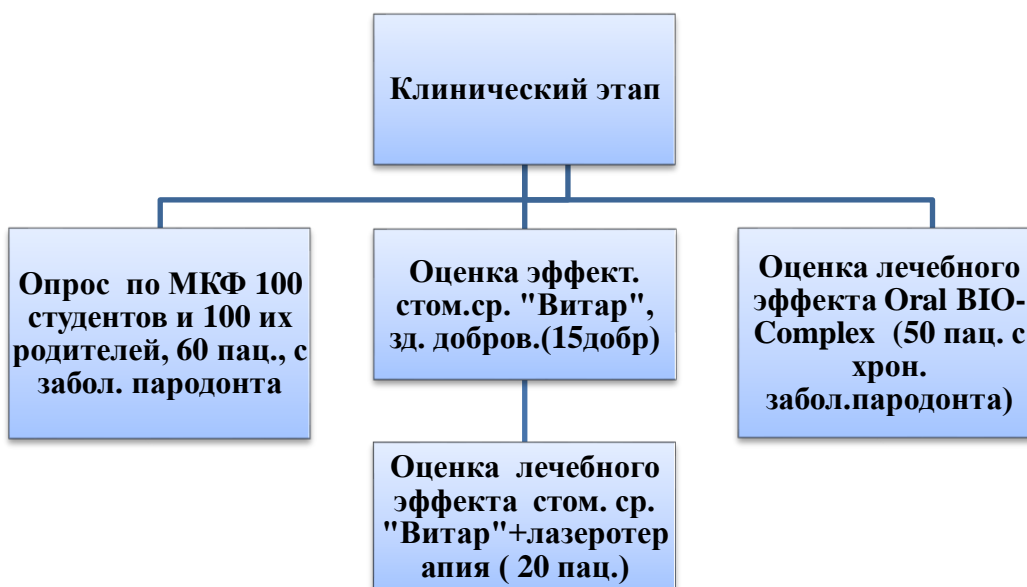 Клинический этап
Опрос по МКФ 100
студентов и 100 их
родителей, 60 пац., с
забол. пародонта
Оценка эффект.
стом.ср. "Витар",
зд. добров.(15добр)
Оценка лечебного
эффекта стом. ср.
"Витар"+лазеротер
апия ( 20 пац.)
Оценка лечебного
эффекта Oral BIO-
Complex (50 пац. с
хрон.
забол.пародонта)